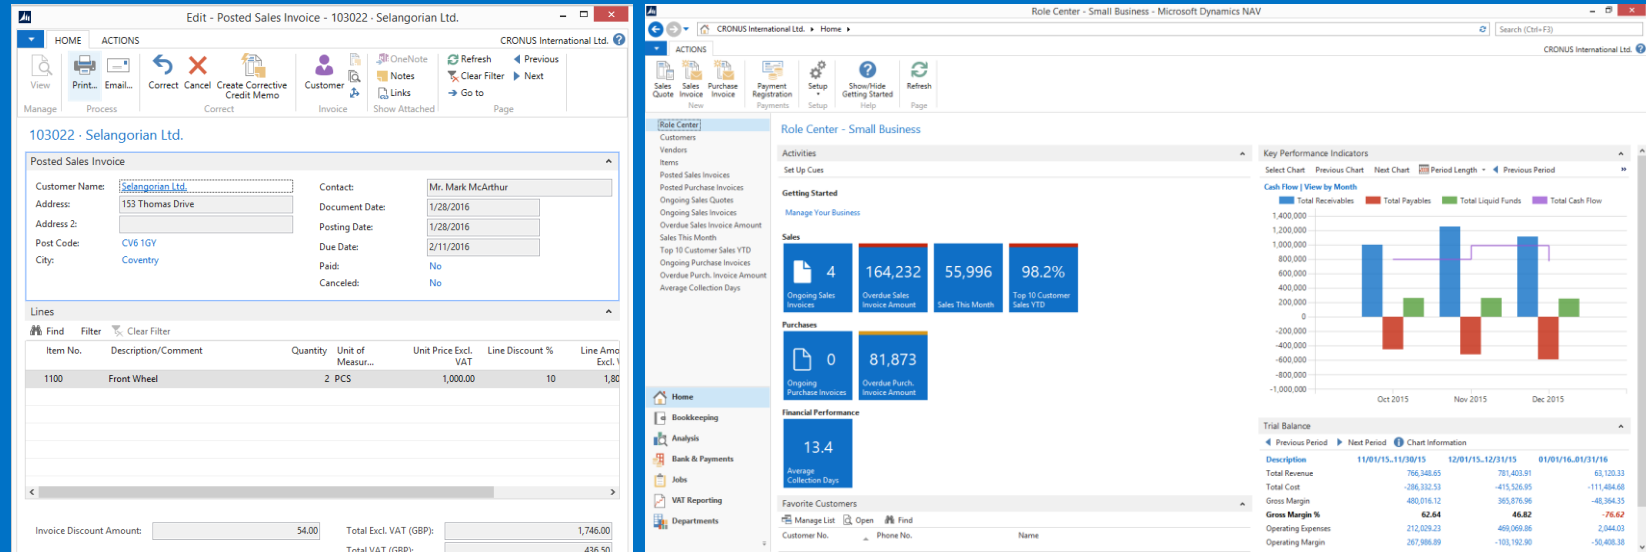 Edit - Posted Sales Invoice - 103022 · Selangorian Ltd.
HOME ACTIONS
CRONUS International Ltd.
View Print... Email... Correct Cancel Create Corrective Credit Memo Customer OneNote Notes Links Refresh Clear Filter Go to Previous Next
Manage Process Correct Invoice Show Attached Page
103022 · Selangorian Ltd.
Posted Sales Invoice
Customer Name: Selangorian Ltd.
Address: 153 Thomas Drive
Address 2:
Post Code: CV6 1GY
City: Coventry
Contact: Mr. Mark McArthur
Document Date: 1/28/2016
Posting Date: 1/28/2016
Due Date: 2/11/2016
Paid: No
Canceled: No
Lines
Find Filter Clear Filter
Item No. Description/Comment Quantity Unit of Measur... Unit Price Excl. VAT Line Discount % Line Amo Excl. V
1100 Front Wheel 2 PCS 1,000.00 10 1,80
Invoice Discount Amount: 54.00 Total Excl. VAT (GBP): 1,746.00
Total VAT (GBP): 436.50
Role Center - Small Business - Microsoft Dynamics NAV
CRONUS International Ltd. Home
Search (Ctrl+F3)
ACTIONS
CRONUS International Ltd.
Sales Quote Sales Invoice Purchase Invoice Payment Registration Setup Show/Hide Getting Started Refresh
New Payments Setup Help Page
Role Center
Customers
Vendors
Items
Posted Sales Invoices
Posted Purchase Invoices
Ongoing Sales Quotes
Ongoing Sales Invoices
Overdue Sales Invoice Amount
Sales This Month
Top 10 Customer Sales YTD
Ongoing Purchase Invoices
Overdue Purch. Invoice Amount
Average Collection Days
Home
Bookkeeping
Analysis
Bank & Payments
Jobs
VAT Reporting
Departments
Role Center - Small Business
Activities
Set Up Cues
Getting Started
Manage Your Business
Sales
4
Ongoing Sales Invoices
164,232
Overdue Sales Invoice Amount
55,996
Sales This Month
98.2%
Top 10 Customer Sales YTD
Purchases
0
Ongoing Purchase Invoices
81,873
Overdue Purch. Invoice Amount
Financial Performance
13.4
Average Collection Days
Favorite Customers
Manage List Open Find
Customer No. Phone No. Name
Key Performance Indicators
Select Chart Previous Chart Next Chart Period Length Previous Period
Cash Flow | View by Month
Total Receivables Total Payables Total Liquid Funds Total Cash Flow
1,400,000
1,200,000
1,000,000
800,000
600,000
400,000
200,000
0
-200,000
-400,000
-600,000
-800,000
-1,000,000
Oct 2015 Nov 2015 Dec 2015
Trial Balance
Previous Period Next Period Chart Information
Description 11/01/15..11/30/15 12/01/15..12/31/15 01/01/16..01/31/16
Total Revenue 766,348.65 781,403.91 63,120.33
Total Cost -286,332.53 -415,526.95 -111,484.68
Gross Margin 480,016.12 365,876.96 -48,364.35
Gross Margin % 62.64 46.82 -76.62
Operating Expenses 212,029.23 469,069.86 2,044.03
Operating Margin 267,986.89 -103,192.90 -50,408.38